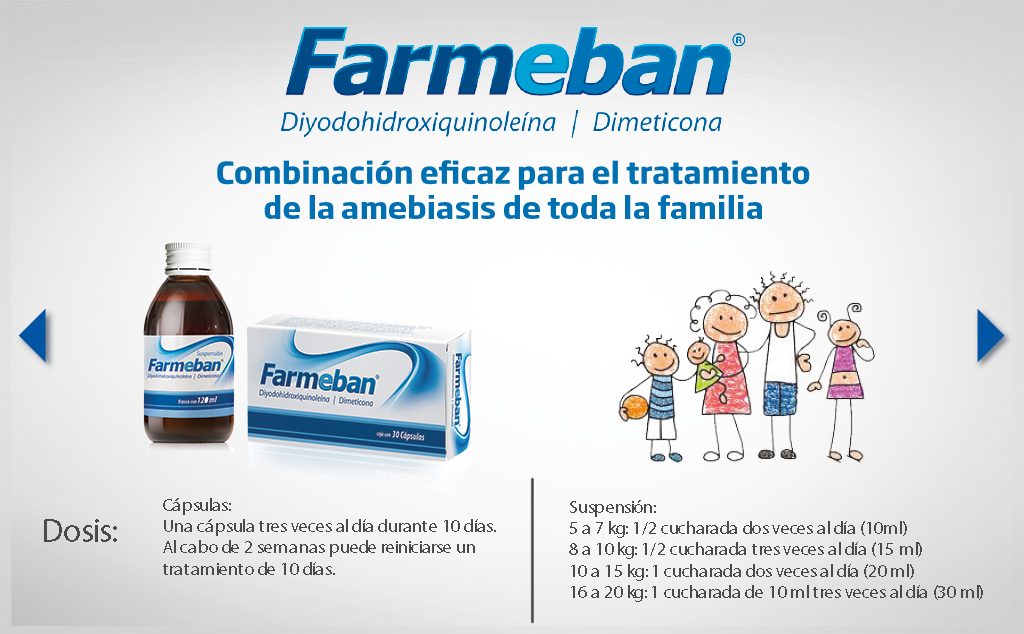 Farmeban®
Diyodohidroxiquinoleína | Dimeticona
Combinación eficaz para el tratamiento
de la amebiasis de toda la familia
Suspensión
Farmeban®
Diyodohidroxiquinoleína | Dimeticona
frasco con 120 ml
Farmeban®
Diyodohidroxiquinoleína | Dimeticona
caja con 30 Cápsulas
Farmeban
Dosis:
Cápsulas:
Una cápsula tres veces al día durante 10 días.
Al cabo de 2 semanas puede reiniciarse un
tratamiento de 10 días.
Suspensión:
5 a 7 kg: 1/2 cucharada dos veces al día (10ml)
8 a 10 kg: 1/2 cucharada tres veces al día (15 ml)
10 a 15 kg: 1 cucharada dos veces al día (20 ml)
16 a 20 kg: 1 cucharada de 10 ml tres veces al día (30 ml)